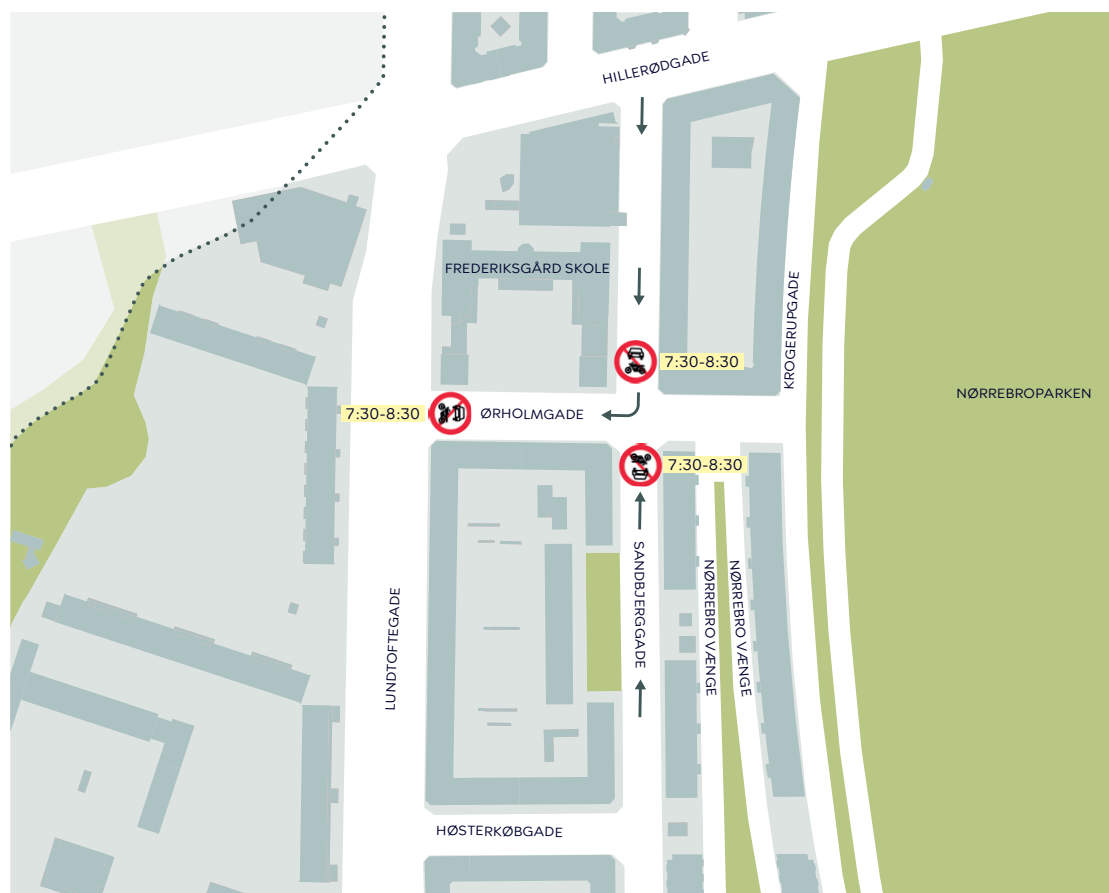 HILLERØDGADE
FREDERIKSGÅRD SKOLE
KROGERUPGADE
7:30-8:30
NØRREBROPARKEN
7:30-8:30
ØRHOLMGADE
7:30-8:30
SANDBJERGGADE
NØRREBRO VÆNGE
NØRREBRO VÆNGE
LUNDTOFTEGADE
HØSTERKØBGADE